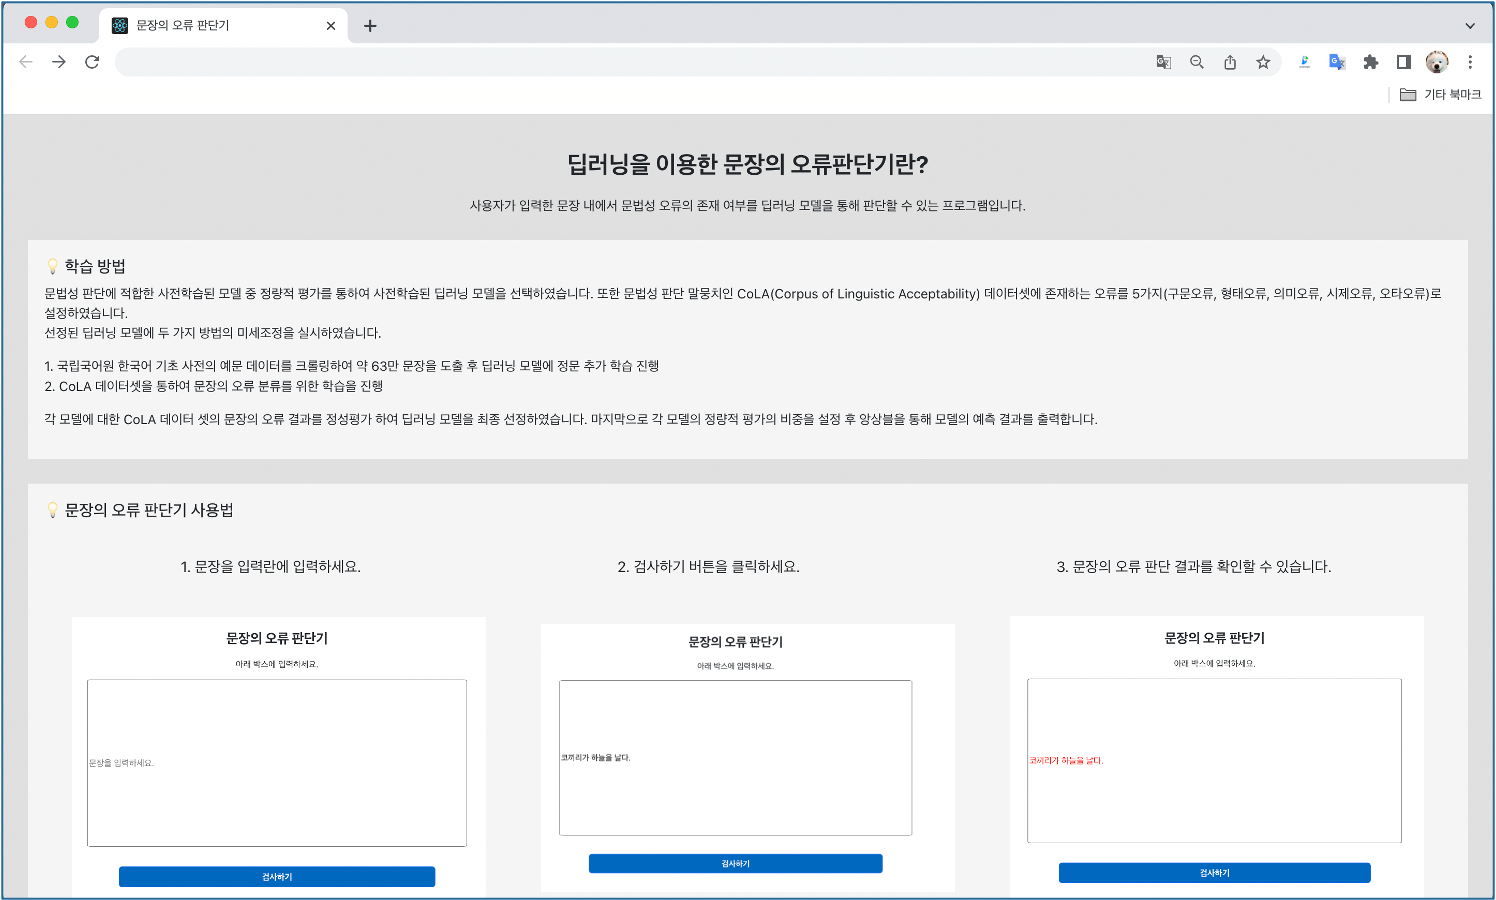 문장의 오류 판단기
기타 북마크
딥러닝을 이용한 문장의 오류판단기란?
사용자가 입력한 문장 내에서 문법성 오류의 존재 여부를 딥러닝 모델을 통해 판단할 수 있는 프로그램입니다.
학습 방법
문법성 판단에 적합한 사전학습된 모델 중 정량적 평가를 통하여 사전학습된 딥러닝 모델을 선택하였습니다. 또한 문법성 판단 말뭉치인 CoLA(Corpus of Linguistic Acceptability) 데이터셋에 존재하는 오류를 5가지(구문오류, 형태오류, 의미오류, 시제오류, 오타오류)로
설정하였습니다.
선정된 딥러닝 모델에 두 가지 방법의 미세조정을 실시하였습니다.
1. 국립국어원 한국어 기초 사전의 예문 데이터를 크롤링하여 약 63만 문장을 도출 후 딥러닝 모델에 정문 추가 학습 진행
2. CoLA 데이터셋을 통하여 문장의 오류 분류를 위한 학습을 진행
각 모델에 대한 CoLA 데이터 셋의 문장의 오류 결과를 정성평가 하여 딥러닝 모델을 최종 선정하였습니다. 마지막으로 각 모델의 정량적 평가의 비중을 설정 후 앙상블을 통해 모델의 예측 결과를 출력합니다.
문장의 오류 판단기 사용법
1. 문장을 입력란에 입력하세요.
문장의 오류 판단기
아래 박스에 입력하세요.
문장을 입력하세요.
검사하기
2. 검사하기 버튼을 클릭하세요.
문장의 오류 판단기
아래 박스에 입력하세요.
코끼리가 하늘을 날다.
검사하기
3. 문장의 오류 판단 결과를 확인할 수 있습니다.
문장의 오류 판단기
아래 박스에 입력하세요.
코끼리가 하늘을 날다.
검사하기